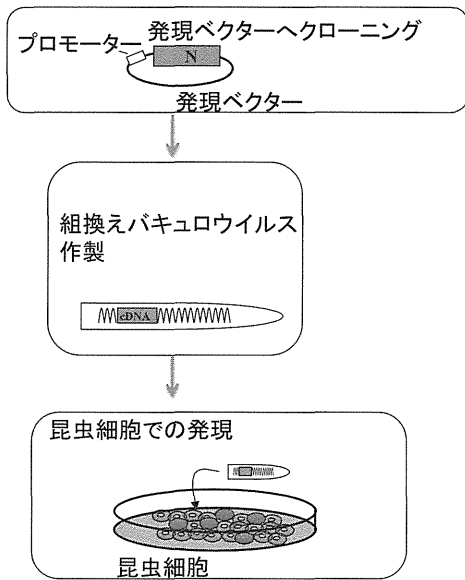 発現ベクターへクローニング
プロモーター
N
発現ベクター
組換えバキュロウイルス
作製
cDNA
昆虫細胞での発現
昆虫細胞